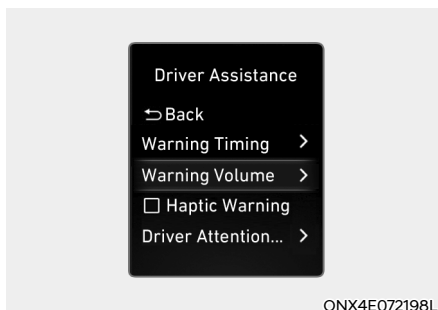 Driver Assistance
Back
Warning Timing
Warning Volume
Haptic Warning
Driver Attention...
ONX4E072198L